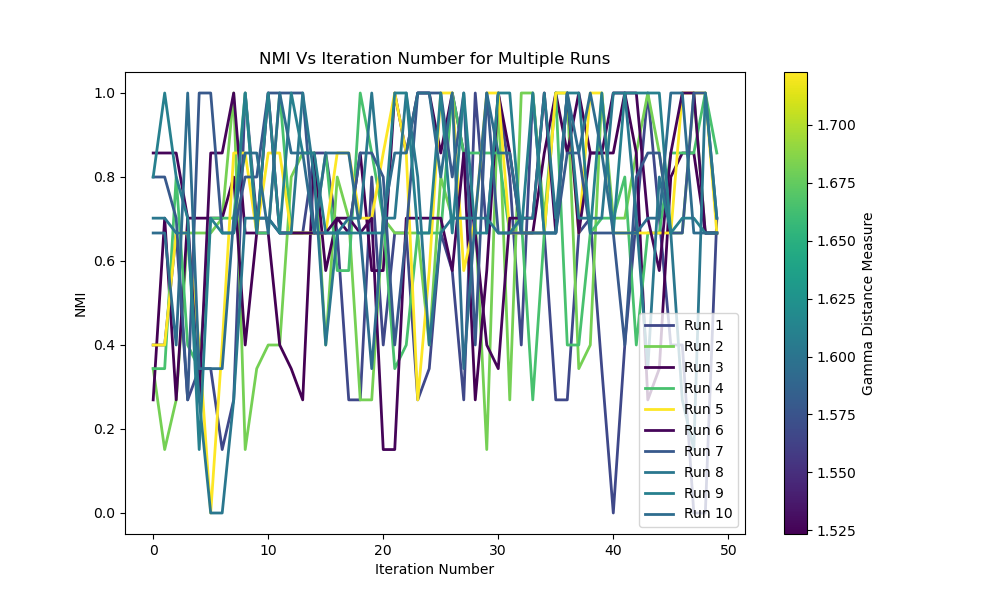 NMI Vs Iteration Number for Multiple Runs
NMI
1.0
0.8
0.6
0.4
0.2
0.0
0
10
20
30
40
50
Iteration Number
Run 1
Run 2
Run 3
Run 4
Run 5
Run 6
Run 7
Run 8
Run 9
Run 10
1.700
1.675
1.650
1.625
1.600
1.575
1.550
1.525
Gamma Distance Measure